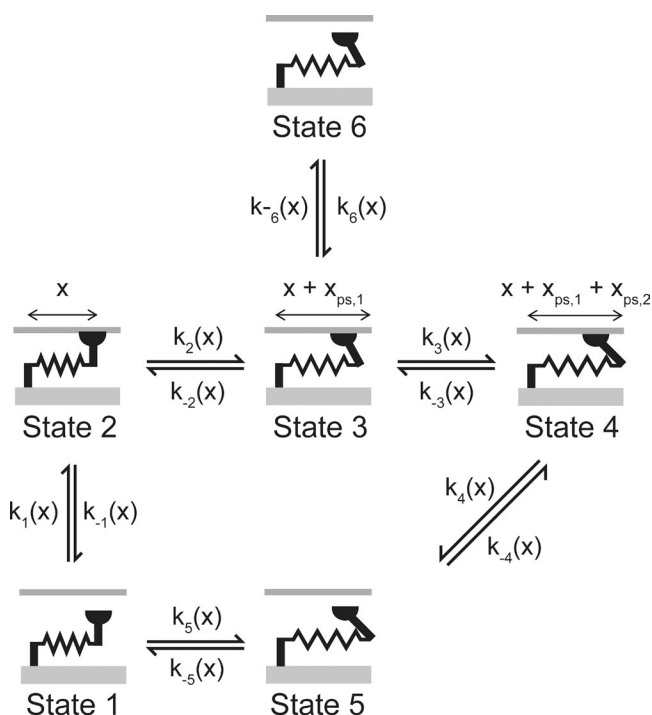 State 6
k-₆(x)
k₆(x)
x
x + xₚₛ,₁
x + xₚₛ,₁ + xₚₛ,₂
k₂(x)
k₋₂(x)
k₃(x)
k₋₃(x)
State 2
State 3
State 4
k₁(x)
k₋₁(x)
k₄(x)
k₋₄(x)
k₅(x)
k₋₅(x)
State 1
State 5